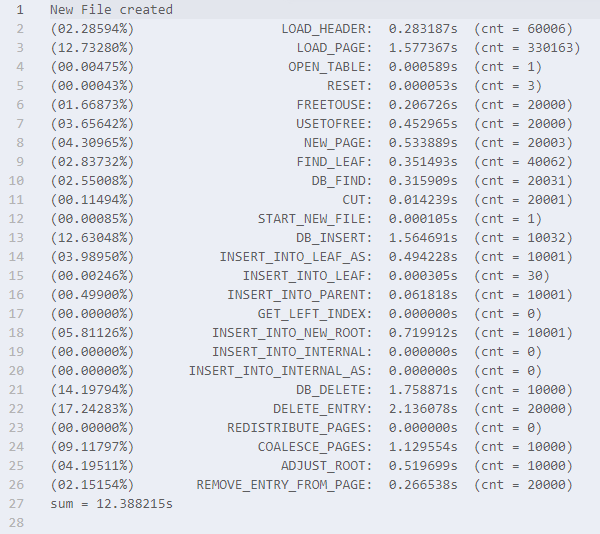 1 New File created
2 (02.28594%) LOAD_HEADER: 0.283187s (cnt = 60006)
3 (12.73280%) LOAD_PAGE: 1.577367s (cnt = 330163)
4 (00.00475%) OPEN_TABLE: 0.000589s (cnt = 1)
5 (00.00043%) RESET: 0.000053s (cnt = 3)
6 (01.66873%) FREETOUSE: 0.206726s (cnt = 20000)
7 (03.65642%) USETOFREE: 0.452965s (cnt = 20000)
8 (04.30965%) NEW_PAGE: 0.533889s (cnt = 20003)
9 (02.83732%) FIND_LEAF: 0.351493s (cnt = 40062)
10 (02.55008%) DB_FIND: 0.315909s (cnt = 20031)
11 (00.11494%) CUT: 0.014239s (cnt = 20001)
12 (00.00085%) START_NEW_FILE: 0.000105s (cnt = 1)
13 (12.63048%) DB_INSERT: 1.564691s (cnt = 10032)
14 (03.98950%) INSERT_INTO_LEAF_AS: 0.494228s (cnt = 10001)
15 (00.00246%) INSERT_INTO_LEAF: 0.000305s (cnt = 30)
16 (00.49900%) INSERT_INTO_PARENT: 0.061818s (cnt = 10001)
17 (00.00000%) GET_LEFT_INDEX: 0.000000s (cnt = 0)
18 (05.81126%) INSERT_INTO_NEW_ROOT: 0.719912s (cnt = 10001)
19 (00.00000%) INSERT_INTO_INTERNAL: 0.000000s (cnt = 0)
20 (00.00000%) INSERT_INTO_INTERNAL_AS: 0.000000s (cnt = 0)
21 (14.19794%) DB_DELETE: 1.758871s (cnt = 10000)
22 (17.24283%) DELETE_ENTRY: 2.136078s (cnt = 20000)
23 (00.00000%) REDISTRIBUTE_PAGES: 0.000000s (cnt = 0)
24 (09.11797%) COALESCE_PAGES: 1.129554s (cnt = 10000)
25 (04.19511%) ADJUST_ROOT: 0.519699s (cnt = 10000)
26 (02.15154%) REMOVE_ENTRY_FROM_PAGE: 0.266538s (cnt = 20000)
27 sum = 12.388215s
28